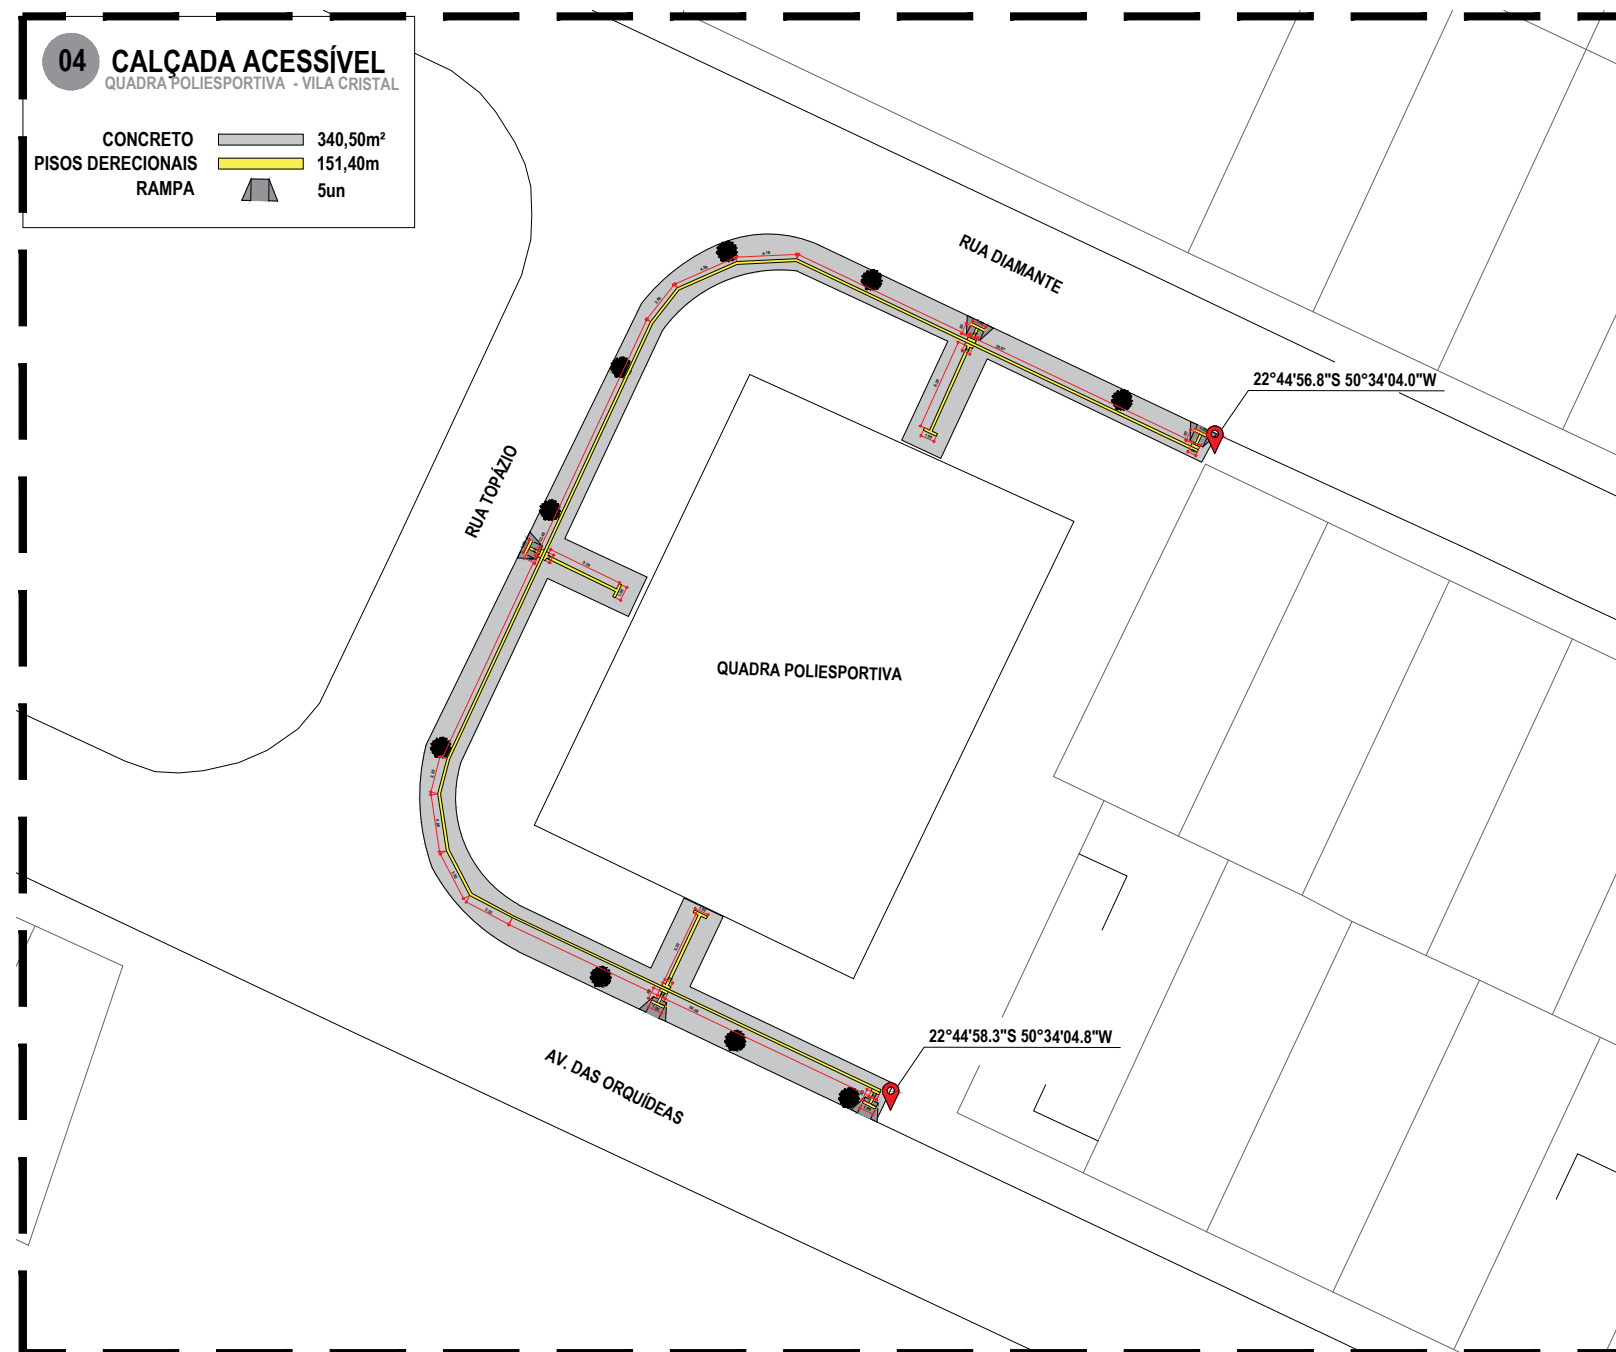 04 CALÇADA ACESSÍVEL
QUADRA POLIESPORTIVA - VILA CRISTAL
CONCRETO 340,50m²
PISOS DERECIONAIS 151,40m
RAMPA 5un
RUA DIAMANTE
22°44'56.8"S 50°34'04.0"W
RUA TOPÁZIO
QUADRA POLIESPORTIVA
22°44'58.3"S 50°34'04.8"W
AV. DAS ORQUÍDEAS